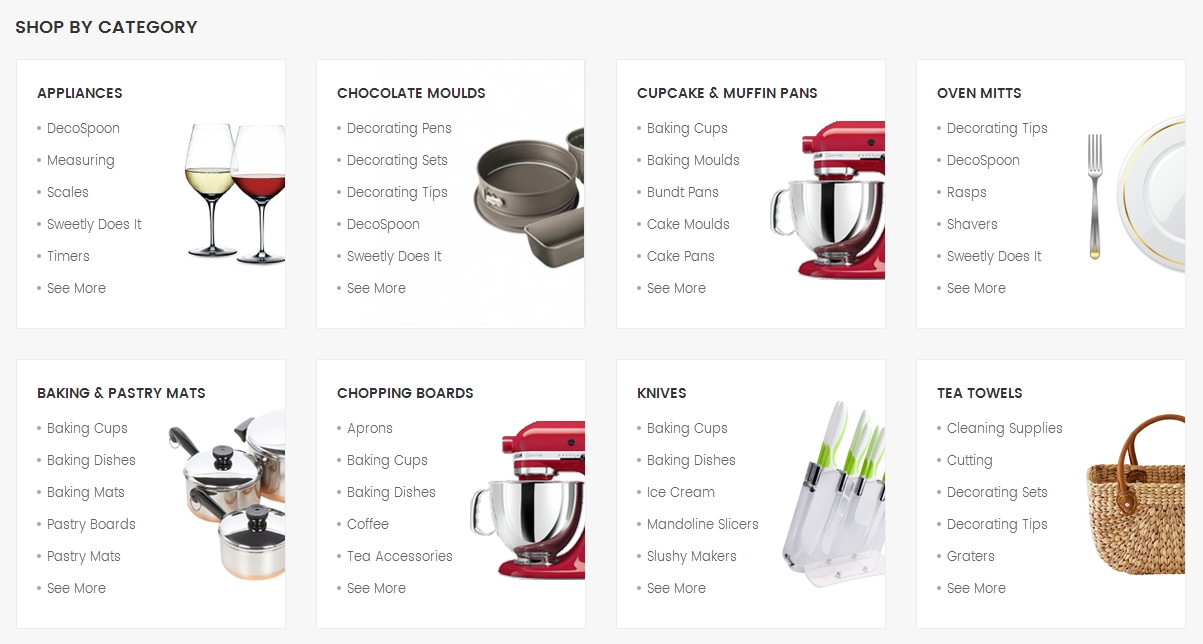 SHOP BY CATEGORY
APPLIANCES
DecoSpoon
Measuring
Scales
Sweetly Does It
Timers
See More
CHOCOLATE MOULDS
Decorating Pens
Decorating Sets
Decorating Tips
DecoSpoon
Sweetly Does It
See More
CUPCAKE & MUFFIN PANS
Baking Cups
Baking Moulds
Bundt Pans
Cake Moulds
Cake Pans
See More
OVEN MITTS
Decorating Tips
DecoSpoon
Rasps
Shavers
Sweetly Does It
See More
BAKING & PASTRY MATS
Baking Cups
Baking Dishes
Baking Mats
Pastry Boards
Pastry Mats
See More
CHOPPING BOARDS
Aprons
Baking Cups
Baking Dishes
Coffee
Tea Accessories
See More
KNIVES
Baking Cups
Baking Dishes
Ice Cream
Mandoline Slicers
Slushy Makers
See More
TEA TOWELS
Cleaning Supplies
Cutting
Decorating Sets
Decorating Tips
Graters
See More